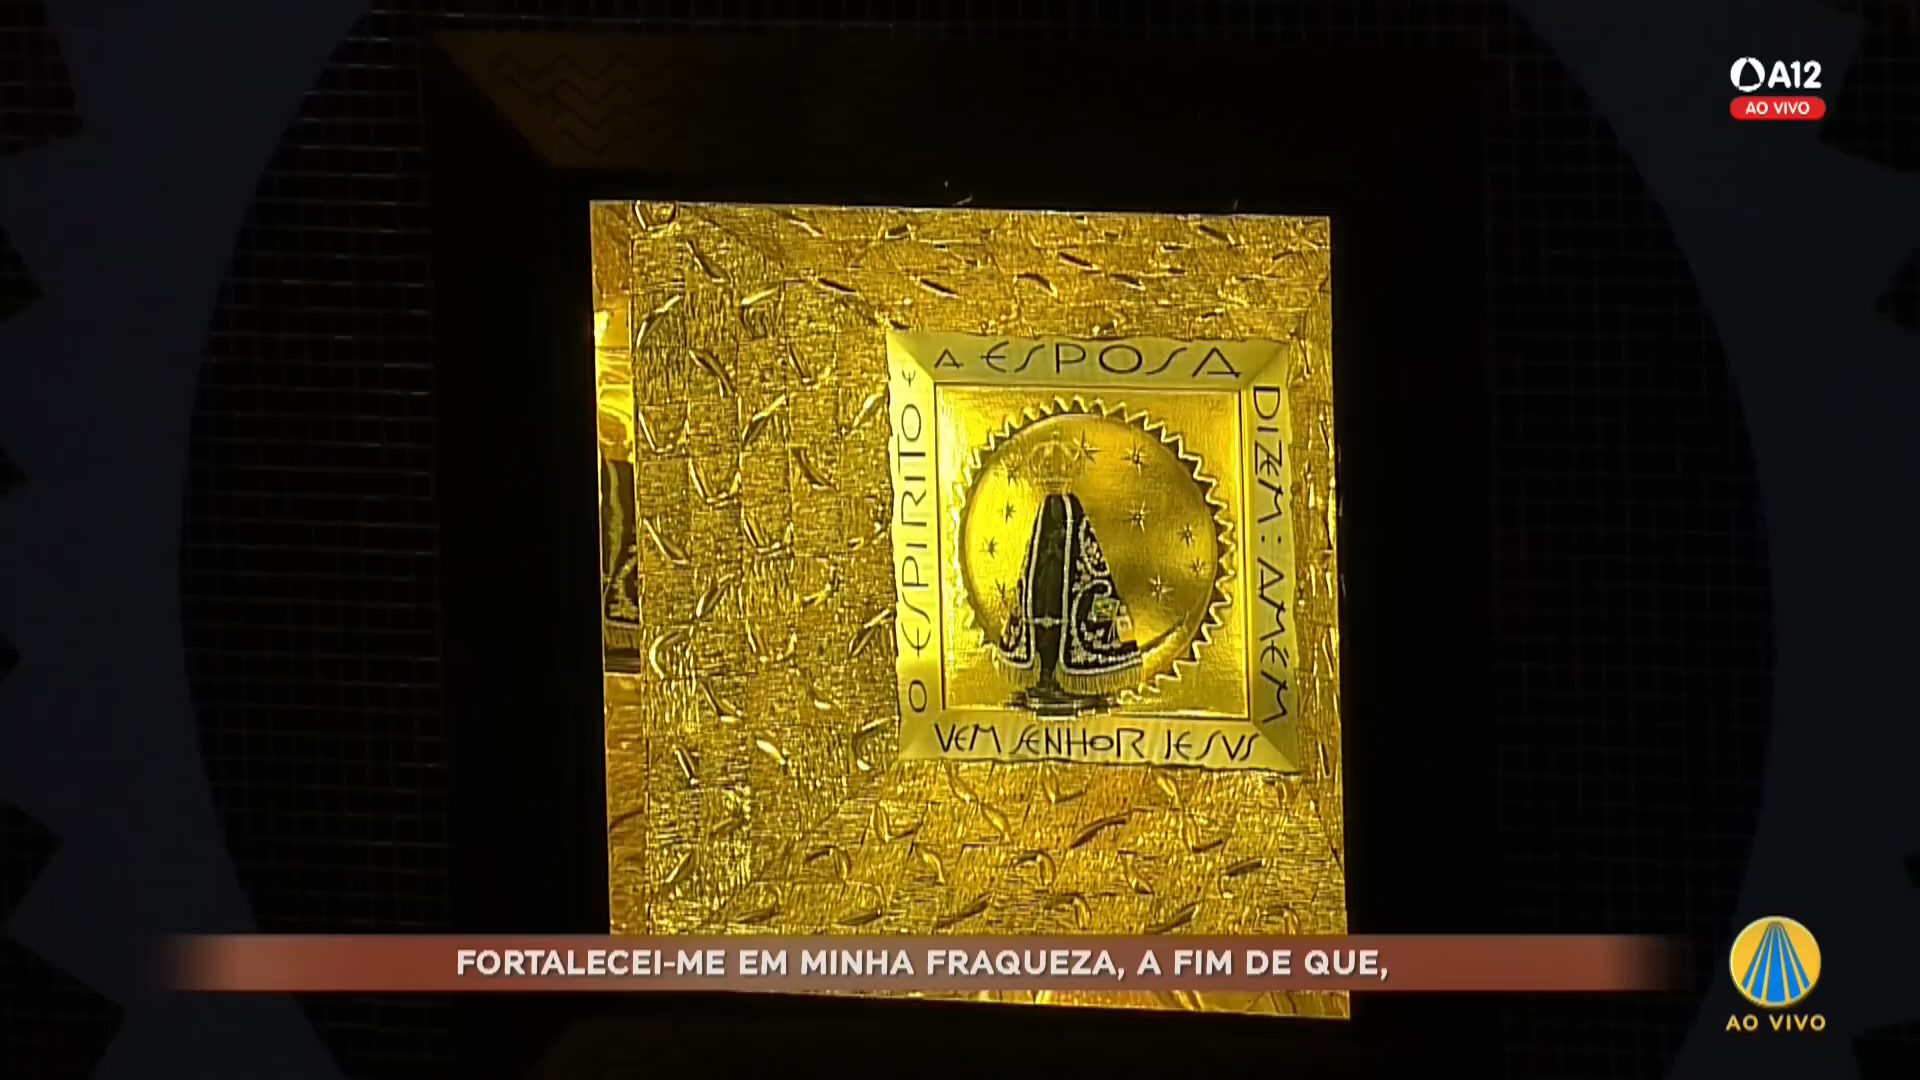 A12
AO VIVO
O ESPIRITO E
A ESPOSA
DIZEM: AMÉM
VEM SENHOR JESUS
FORTALECEI-ME EM MINHA FRAQUEZA, A FIM DE QUE,
AO VIVO